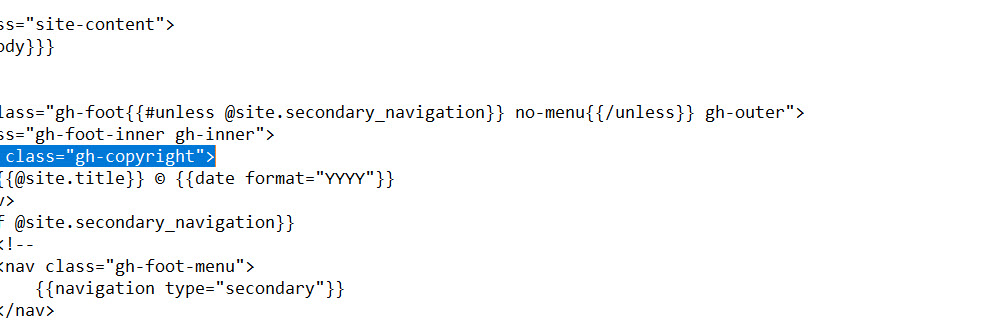 ss="site-content">
ody}}}
lass="gh-foot{{#unless @site.secondary_navigation}} no-menu{{/unless}} gh-outer">
ss="gh-foot-inner gh-inner">
class="gh-copyright">
{{@site.title}} © {{date format="YYYY"}}
v>
f @site.secondary_navigation}}
<!--
<nav class="gh-foot-menu">
{{navigation type="secondary"}}
</nav>